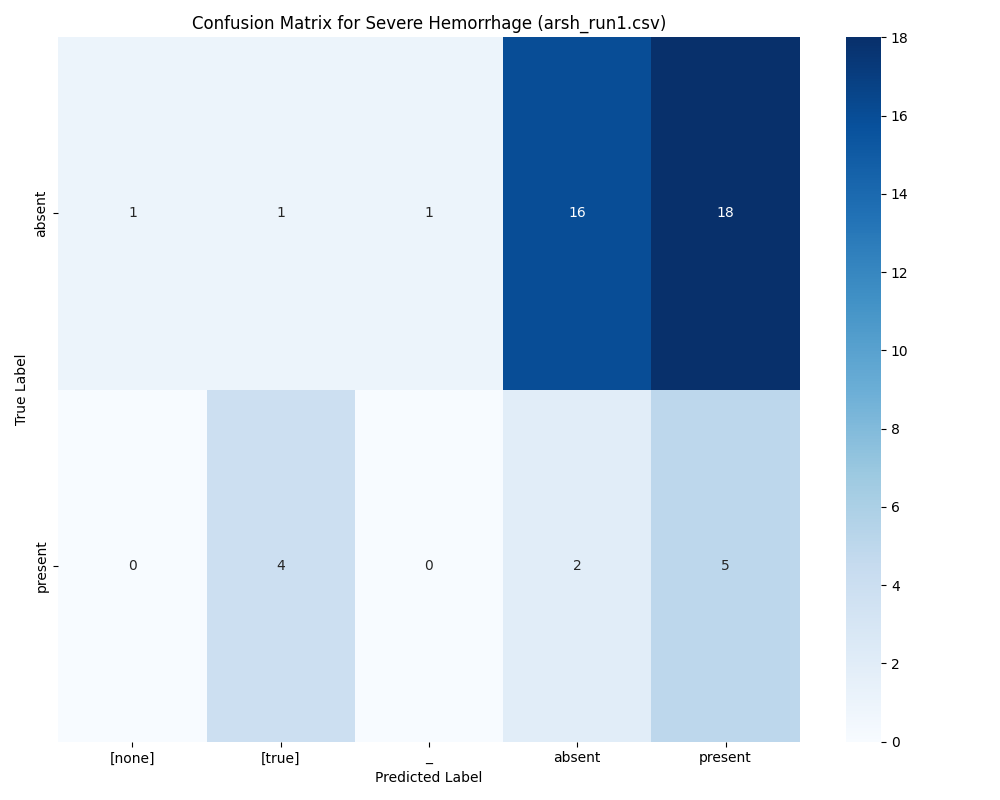 Confusion Matrix for Severe Hemorrhage (arsh_run1.csv)
True Label
absent
1 1 1 16 18
present
0 4 0 2 5
[none] [true] _ absent present
Predicted Label
18
16
14
12
10
8
6
4
2
0